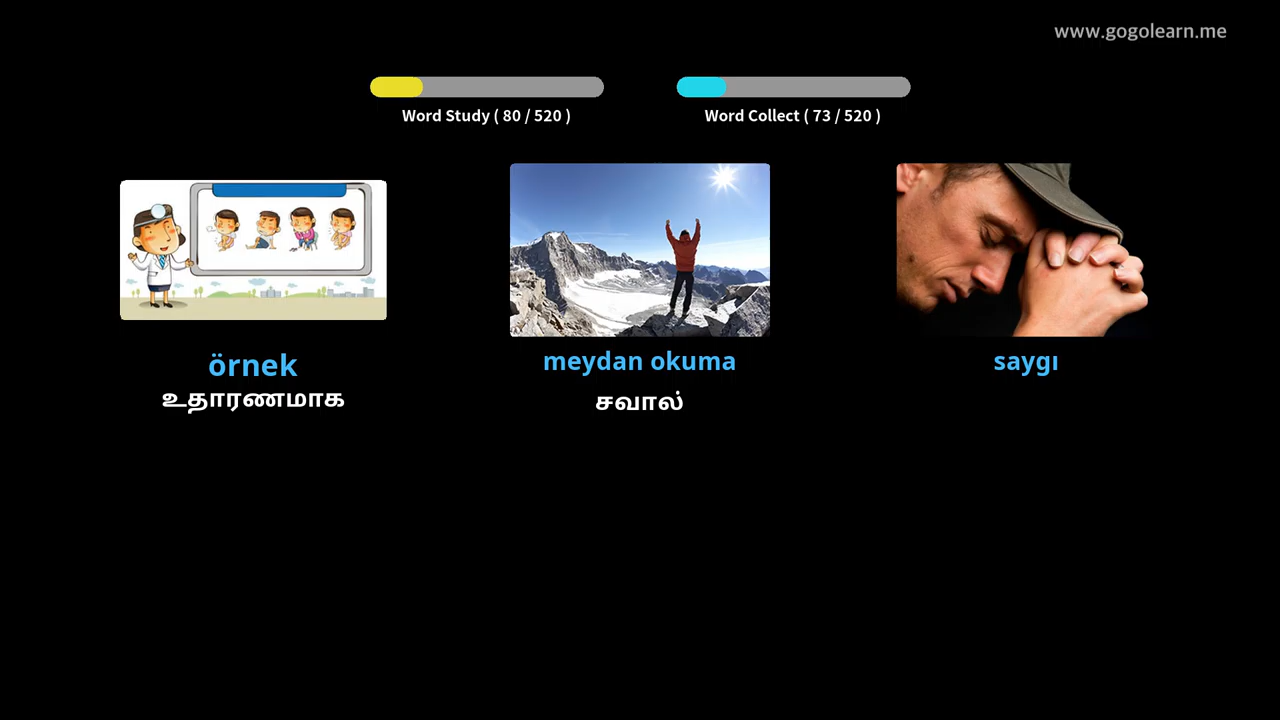 www.gogolearn.me
Word Study ( 80 / 520 )
Word Collect ( 73 / 520 )
örnek
உதாரணமாக
meydan okuma
சவால்
saygı